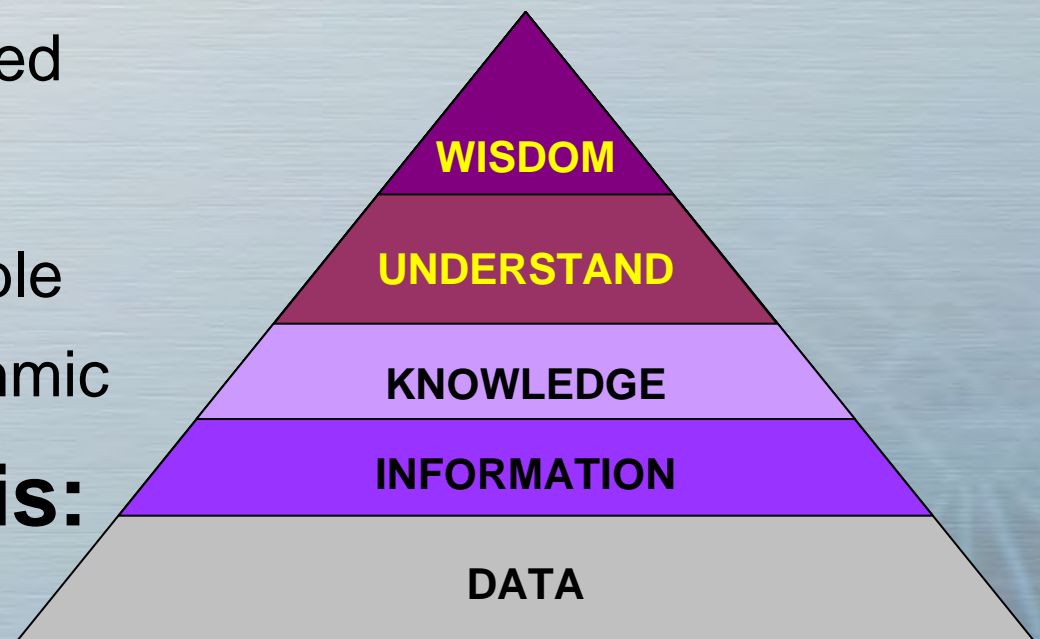 ed
ble
amic
is:
WISDOM
UNDERSTAND
KNOWLEDGE
INFORMATION
DATA